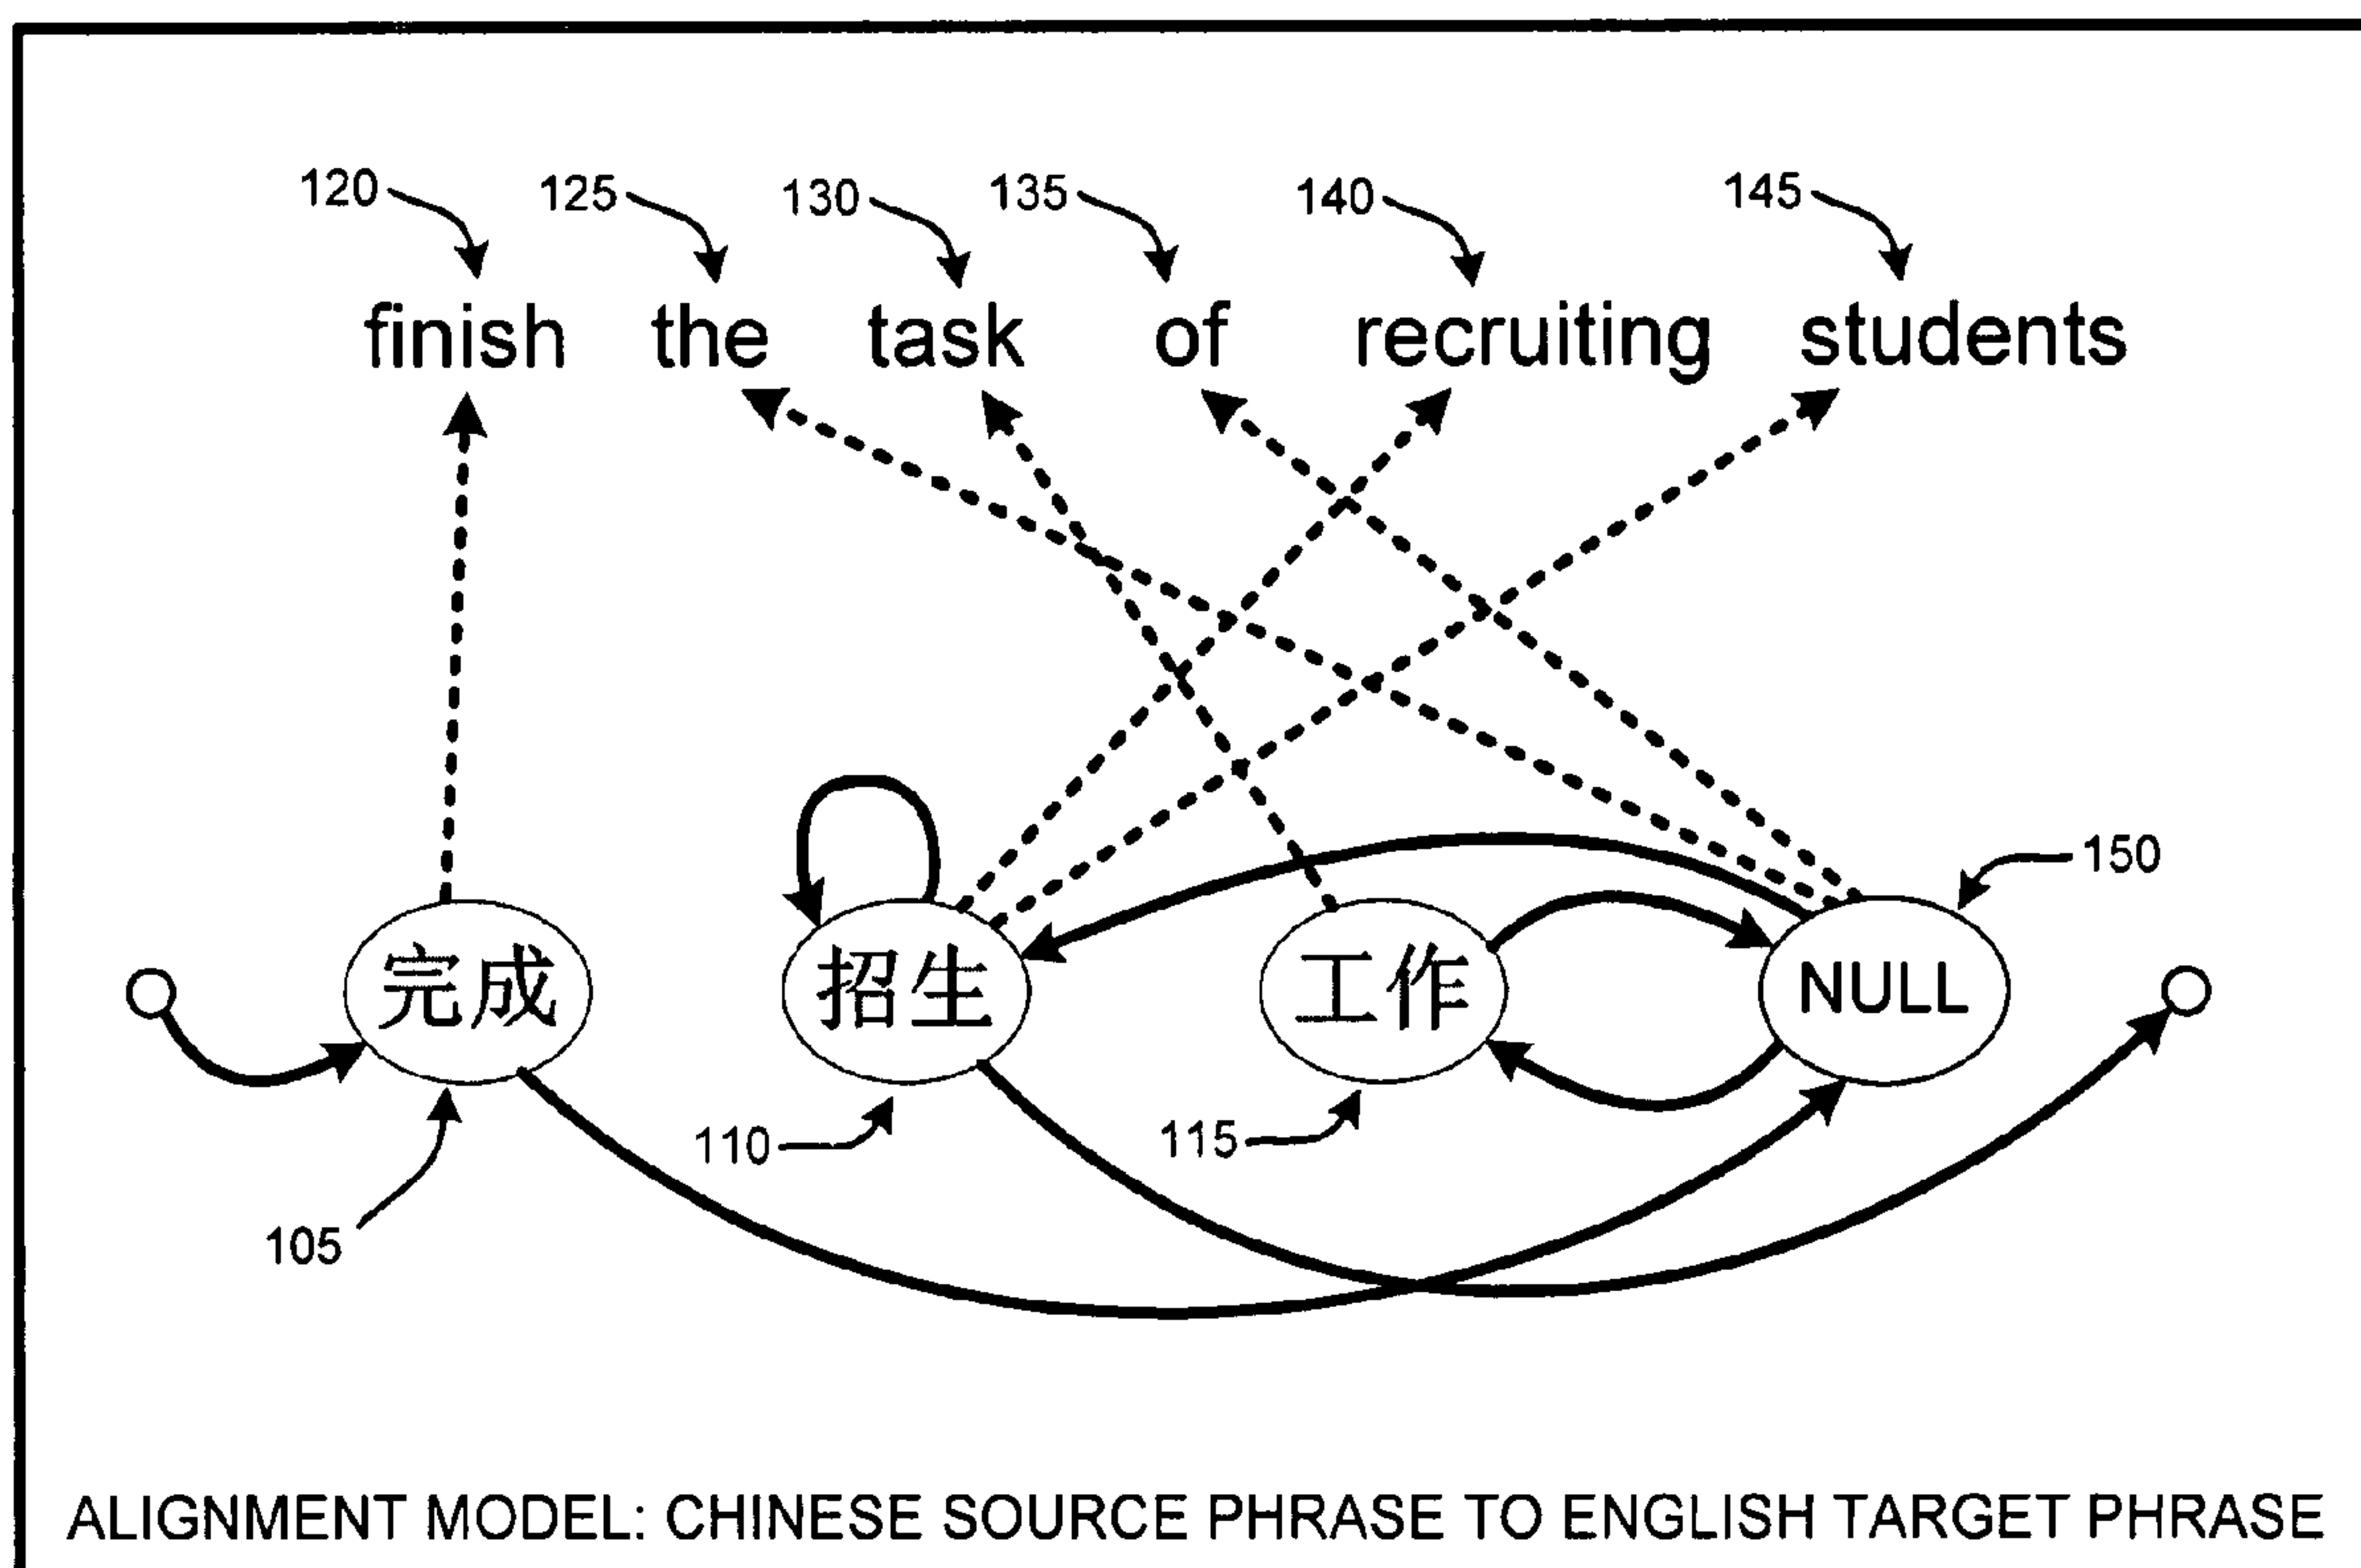 120 125 130 135 140 145
finish the task of recruiting students
150
完成 招生 工作 NULL
110 115
105
ALIGNMENT MODEL: CHINESE SOURCE PHRASE TO ENGLISH TARGET PHRASE